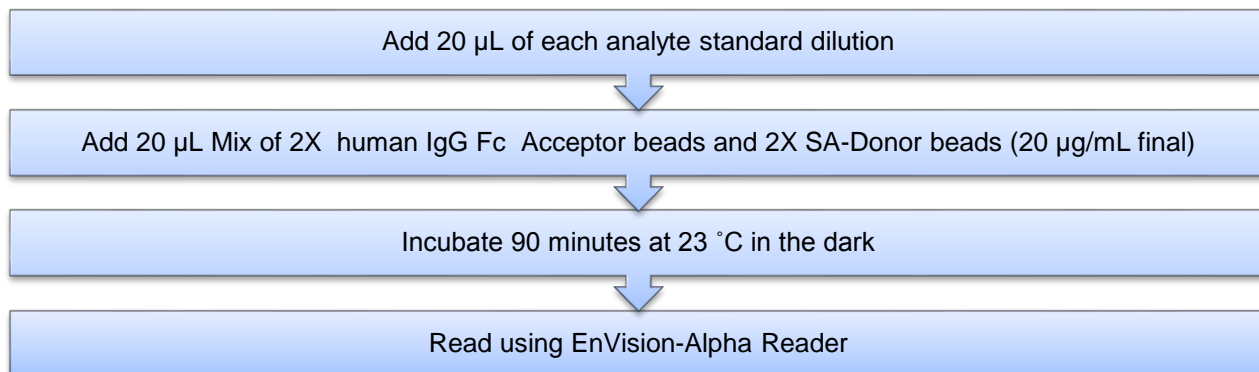 Add 20 µL of each analyte standard dilution
Add 20 µL Mix of 2X  human IgG Fc  Acceptor beads and 2X SA-Donor beads (20 µg/mL final)
Incubate 90 minutes at 23 ˚C in the dark
Read using EnVision-Alpha Reader